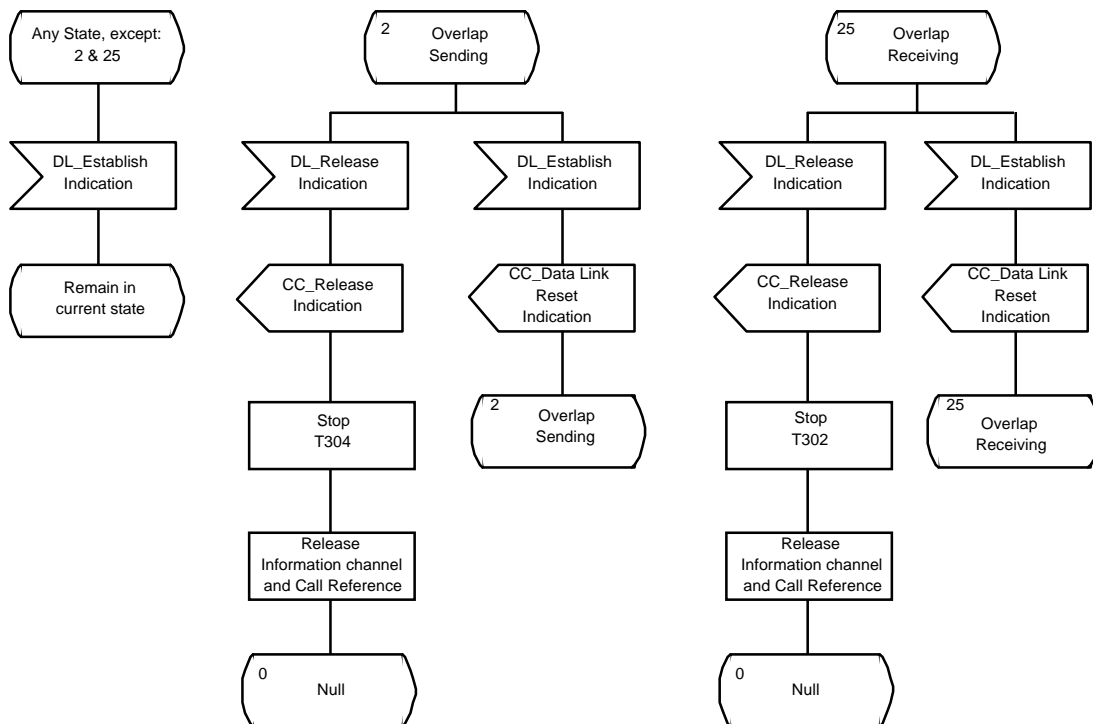 Any State, except:
2 & 25
DL_Establish
Indication
Remain in
current state
2
Overlap
Sending
DL_Release
Indication
CC_Release
Indication
Stop
T304
Release
Information channel
and Call Reference
0
Null
DL_Establish
Indication
CC_Data Link
Reset
Indication
2
Overlap
Sending
25
Overlap
Receiving
DL_Release
Indication
CC_Release
Indication
Stop
T302
Release
Information channel
and Call Reference
0
Null
DL_Establish
Indication
CC_Data Link
Reset
Indication
25
Overlap
Receiving